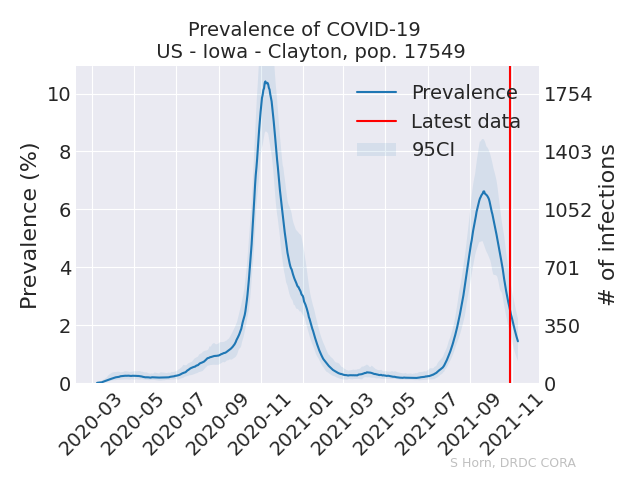 Prevalence of COVID-19
US - Iowa - Clayton, pop. 17549
Prevalence
Latest data
95CI
Prevalence (%)
10
8
6
4
2
0
1754
1403
1052
701
350
0
# of infections
2020-03
2020-05
2020-07
2020-09
2020-11
2021-01
2021-03
2021-05
2021-07
2021-09
2021-11
S Horn, DRDC CORA